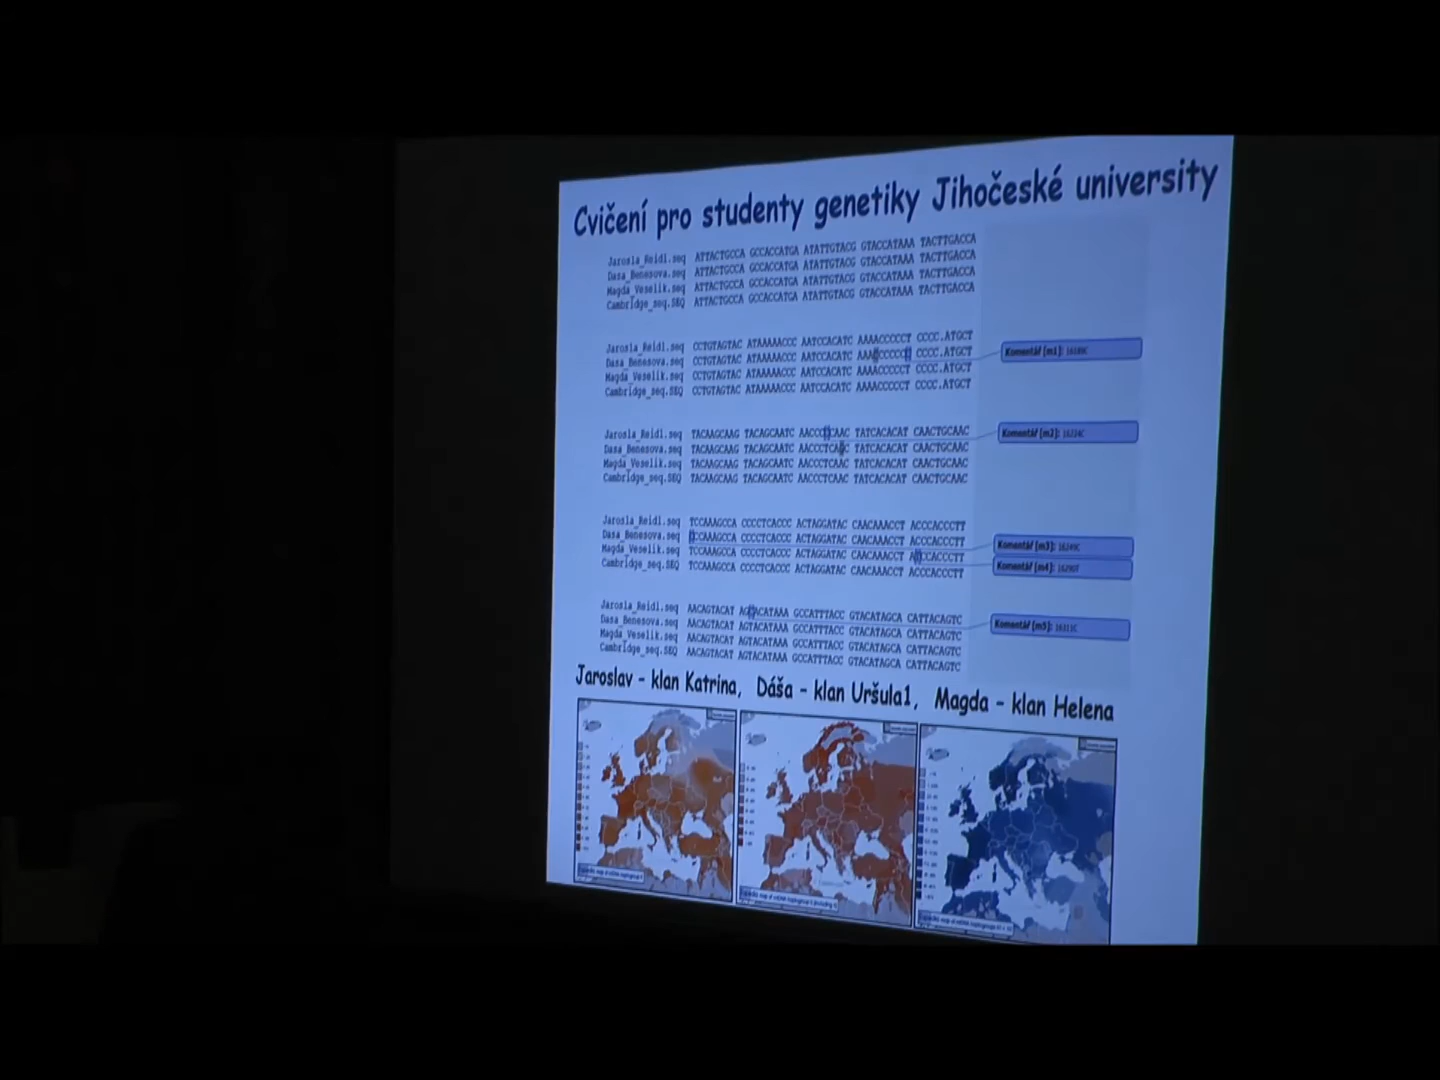 Cvičení pro studenty genetiky Jihočeské university
Jarosla_Reidl.seq ATTACTGCCA GCCACCATGA ATATTGTACG GTACCATAAA TACTTGACCA
Dasa_Benesova.seq ATTACTGCCA GCCACCATGA ATATTGTACG GTACCATAAA TACTTGACCA
Magda_Veselik.seq ATTACTGCCA GCCACCATGA ATATTGTACG GTACCATAAA TACTTGACCA
Cambridge_seq.SEQ ATTACTGCCA GCCACCATGA ATATTGTACG GTACCATAAA TACTTGACCA
Jarosla_Reidl.seq CCTGTAGTAC ATAAAAACCC AATCCACATC AAAACCCCCT CCCC.ATGCT
Dasa_Benesova.seq CCTGTAGTAC ATAAAAACCC AATCCACATC CCCC.ATGCT
Magda_Veselik.seq CCTGTAGTAC ATAAAAACCC AATCCACATC AAAACCCCCT CCCC.ATGCT
Cambridge_seq.SEQ CCTGTAGTAC ATAAAAACCC AATCCACATC AAAACCCCCT CCCC.ATGCT
Komentář [m1]: 16189C
Jarosla_Reidl.seq TACAAGCAAG TACAGCAATC AACCCCCAAC TATCACACAT CAACTGCAAC
Dasa_Benesova.seq TACAAGCAAG TACAGCAATC TATCACACAT CAACTGCAAC
Magda_Veselik.seq TACAAGCAAG TACAGCAATC AACCCTCAAC TATCACACAT CAACTGCAAC
Cambridge_seq.SEQ TACAAGCAAG TACAGCAATC AACCCTCAAC TATCACACAT CAACTGCAAC
Komentář [m2]: 16224C
Jarosla_Reidl.seq TCCAAAGCCA CCCCTCACCC ACTAGGATAC CAACAAACCT ACCCACCCTT
Dasa_Benesova.seq CCCAAAGCCA CCCCTCACCC ACTAGGATAC CAACAAACCT ACCCACCCTT
Magda_Veselik.seq TCCAAAGCCA CCCCTCACCC ACTAGGATAC CAACAAACCT
Cambridge_seq.SEQ TCCAAAGCCA CCCCTCACCC ACTAGGATAC CAACAAACCT ACCCACCCTT
Komentář [m3]: 16249C
Komentář [m4]: 16290T
Jarosla_Reidl.seq AACAGTACAT AGCACATAAA GCCATTTACC GTACATAGCA CATTACAGTC
Dasa_Benesova.seq AACAGTACAT AGTACATAAA GCCATTTACC GTACATAGCA CATTACAGTC
Magda_Veselik.seq AACAGTACAT AGTACATAAA GCCATTTACC GTACATAGCA CATTACAGTC
Cambridge_seq.SEQ AACAGTACAT AGTACATAAA GCCATTTACC GTACATAGCA CATTACAGTC
Komentář [m5]: 16311C
Jaroslav - klan Katrina, Dáša - klan Uršula1, Magda - klan Helena